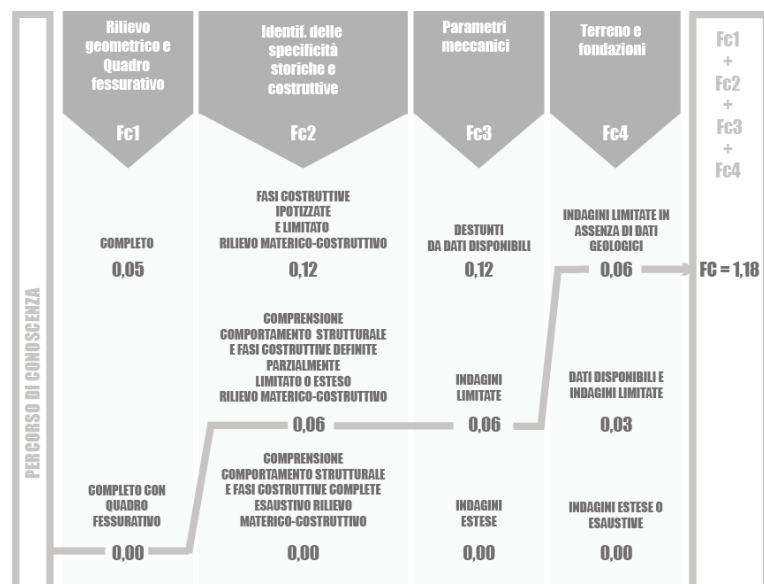 Rilievo
geometrico e
Quadro
fessurativo
Fc1
Identif. delle
specificità
storiche e
costruttive
Fc2
Parametri
meccanici
Fc3
Terreno e
fondazioni
Fc4
Fc1
+
Fc2
+
Fc3
+
Fc4
PERCORSO DI CONOSCENZA
COMPLETO
0,05
FASI COSTRUTTIVE
IPOTIZZATE
E LIMITATO
RILIEVO MATERICO-COSTRUTTIVO
0,12
DESTUNTI
DA DATI DISPONIBILI
0,12
INDAGINI LIMITATE IN
ASSENZA DI DATI
GEOLOGICI
0,06
FC = 1,18
COMPRENSIONE
COMPORTAMENTO STRUTTURALE
E FASI COSTRUTTIVE DEFINITE
PARZIALMENTE
LIMITATO O ESTESO
RILIEVO MATERICO-COSTRUTTIVO
0,06
INDAGINI
LIMITATE
0,06
DATI DISPONIBILI E
INDAGINI LIMITATE
0,03
COMPLETO CON
QUADRO
FESSURATIVO
0,00
COMPRENSIONE
COMPORTAMENTO STRUTTURALE
E FASI COSTRUTTIVE COMPLETE
ESAUSTIVO RILIEVO
MATERICO-COSTRUTTIVO
0,00
INDAGINI
ESTESE
0,00
INDAGINI ESTESE O
ESAUSTIVE
0,00